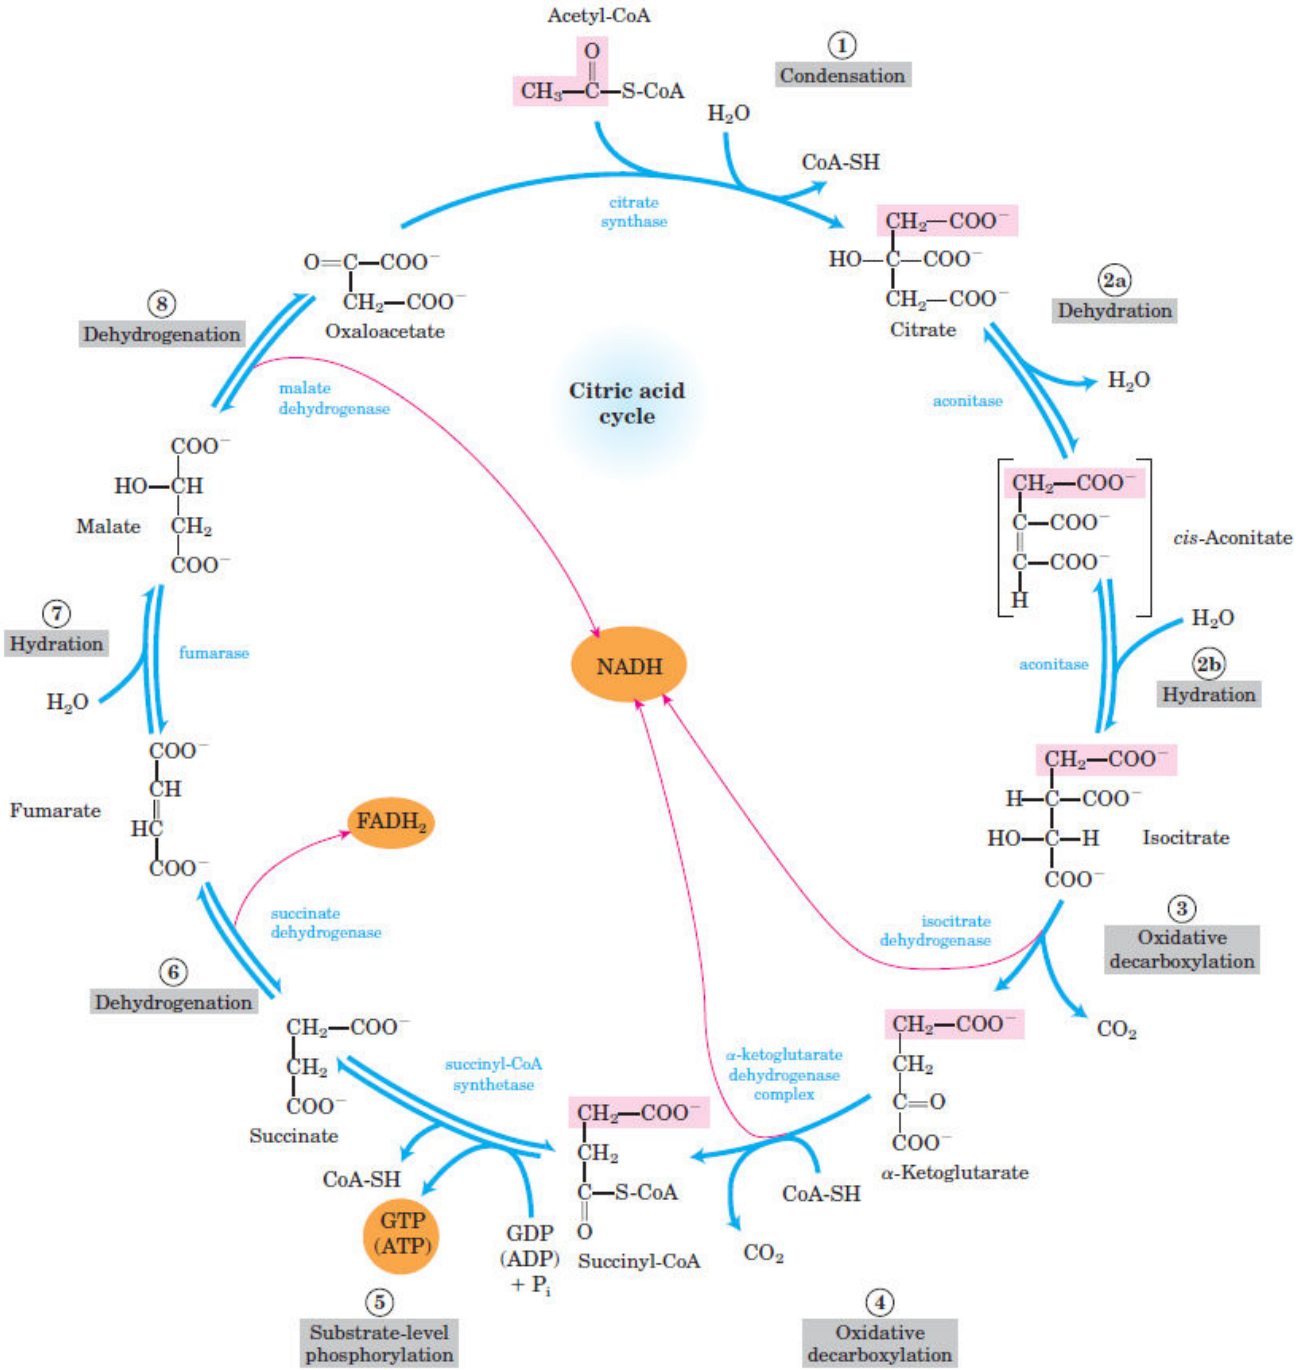 Acetyl-CoA
O
CH₃—C—S-CoA
①
Condensation
H₂O
CoA-SH
citrate
synthase
CH₂—COO⁻
HO—C—COO⁻
CH₂—COO⁻
Citrate
2a
Dehydration
H₂O
aconitase
CH₂—COO⁻
C—COO⁻
C—COO⁻
H
cis-Aconitate
H₂O
aconitase
2b
Hydration
CH₂—COO⁻
H—C—COO⁻
HO—C—H
COO⁻
Isocitrate
③
Oxidative
decarboxylation
isocitrate
dehydrogenase
CO₂
CH₂—COO⁻
CH₂
C=O
COO⁻
α-Ketoglutarate
α-ketoglutarate
dehydrogenase
complex
CoA-SH
CO₂
④
Oxidative
decarboxylation
CH₂—COO⁻
CH₂
C—S-CoA
O
Succinyl-CoA
succinyl-CoA
synthetase
GDP
(ADP)
+ Pᵢ
CoA-SH
GTP
(ATP)
⑤
Substrate-level
phosphorylation
CH₂—COO⁻
CH₂
COO⁻
Succinate
⑥
Dehydrogenation
succinate
dehydrogenase
FADH₂
COO⁻
CH
HC
COO⁻
Fumarate
⑦
Hydration
fumarase
H₂O
COO⁻
HO—CH
CH₂
COO⁻
Malate
⑧
Dehydrogenation
malate
dehydrogenase
O=C—COO⁻
CH₂—COO⁻
Oxaloacetate
Citric acid
cycle
NADH